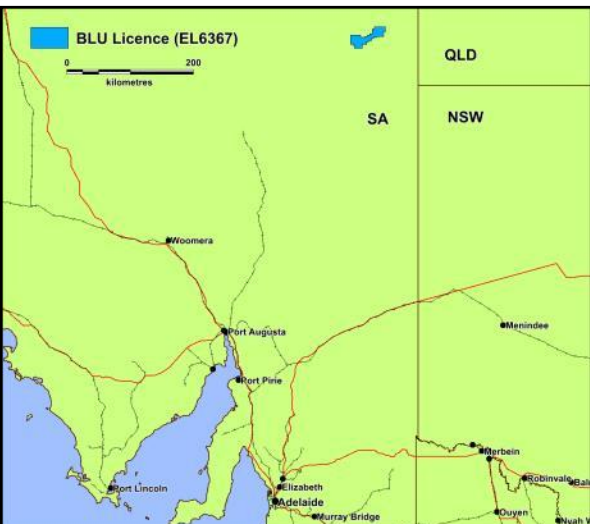 BLU Licence (EL6367)
0 200
kilometres
QLD
SA NSW
Woomera
Port Augusta
Menindee
Port Pirie
Merbein
Robinvale
Port Lincoln
Elizabeth
Adelaide
Ouyen
Murray Bridge